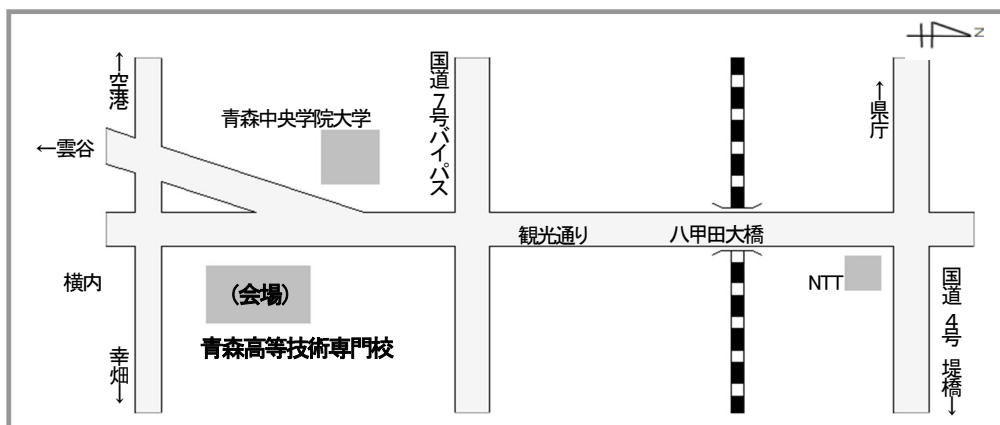 N
↑空港
国道7号バイパス
↑県庁
青森中央学院大学
←雲谷
観光通り
八甲田大橋
横内
(会場)
NTT
青森高等技術専門校
幸畑↓
国道4号 堤橋↓